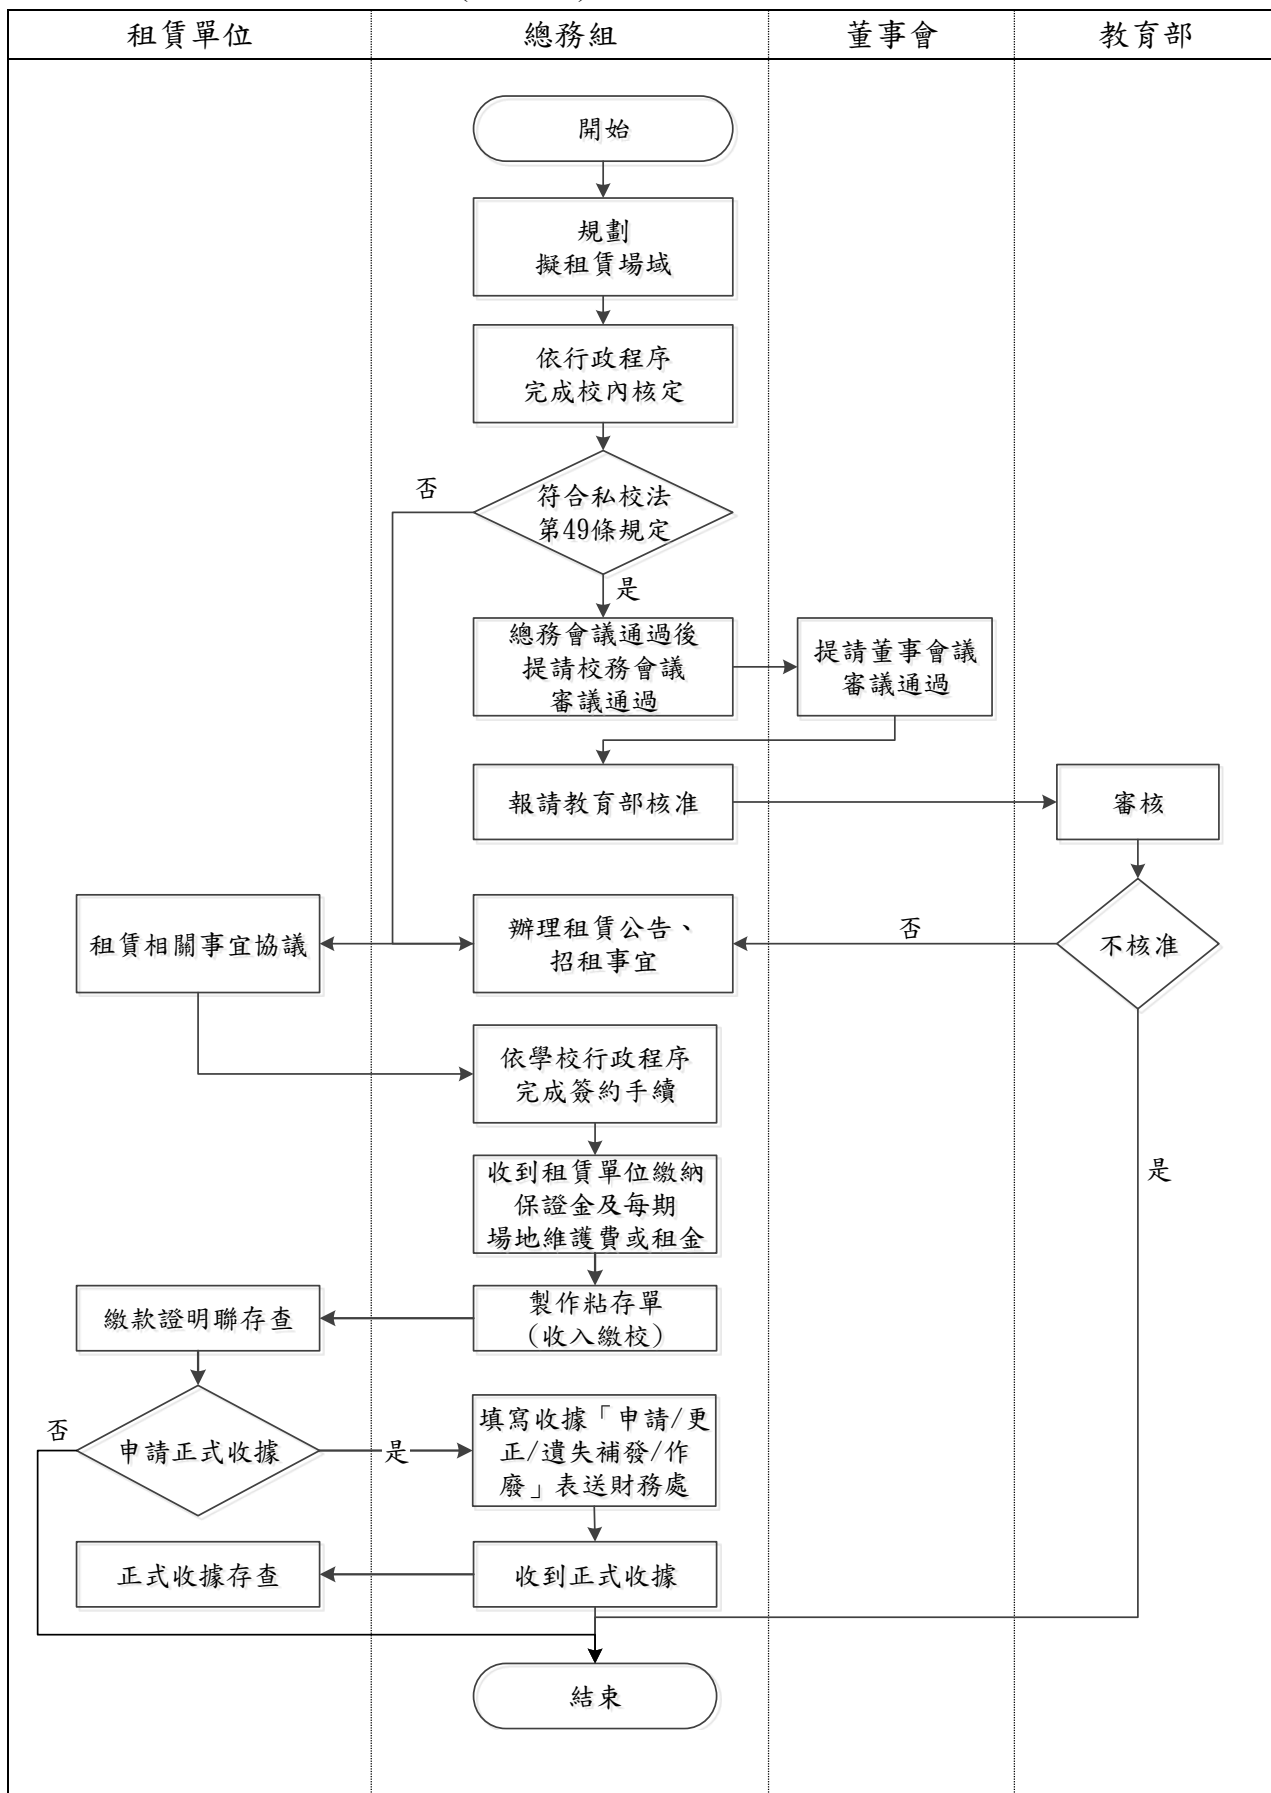 租賃單位
總務組
董事會
教育部
開始
規劃
擬租賃場域
依行政程序
完成校內核定
否
符合私校法
第49條規定
是
總務會議通過後
提請校務會議
審議通過
提請董事會議
審議通過
報請教育部核准
審核
租賃相關事宜協議
辦理租賃公告、
招租事宜
否
不核准
依學校行政程序
完成簽約手續
收到租賃單位繳納
保證金及每期
場地維護費或租金
是
繳款證明聯存查
製作粘存單
(收入繳校)
否
申請正式收據
是
填寫收據「申請/更
正/遺失補發/作
廢」表送財務處
正式收據存查
收到正式收據
結束